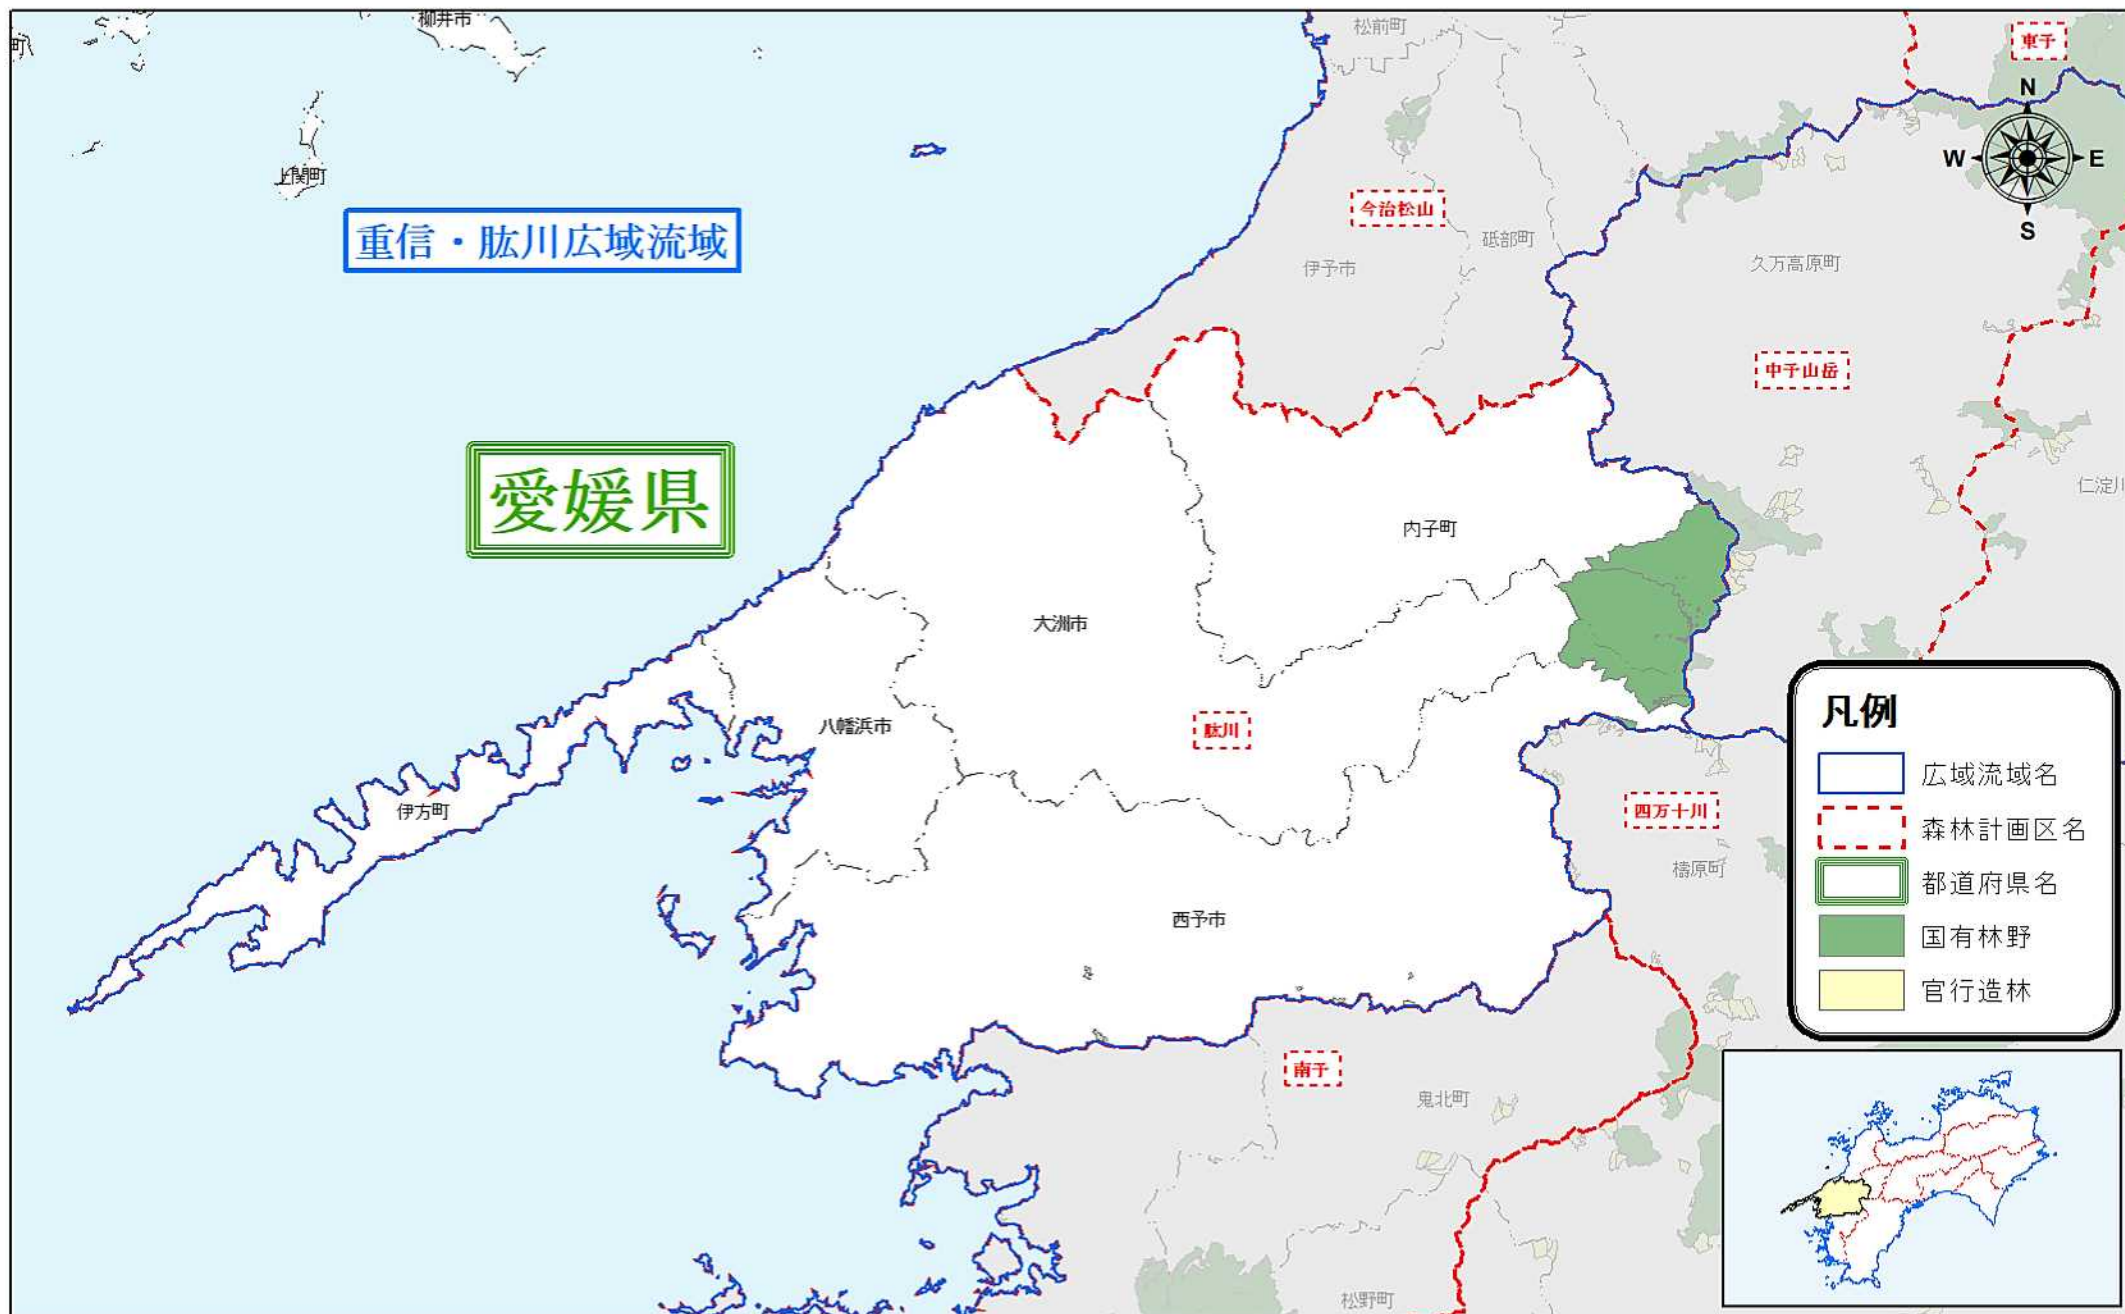 柳井市
町
松前町
東予
N
W
E
S
上関町
今治松山
重信・肱川広域流域
砥部町
伊予市
久万高原町
中予山岳
愛媛県
仁淀川
内子町
大洲市
肱川
八幡浜市
伊方町
四万十川
檮原町
西予市
南予
鬼北町
松野町
凡例
広域流域名
森林計画区名
都道府県名
国有林野
官行造林